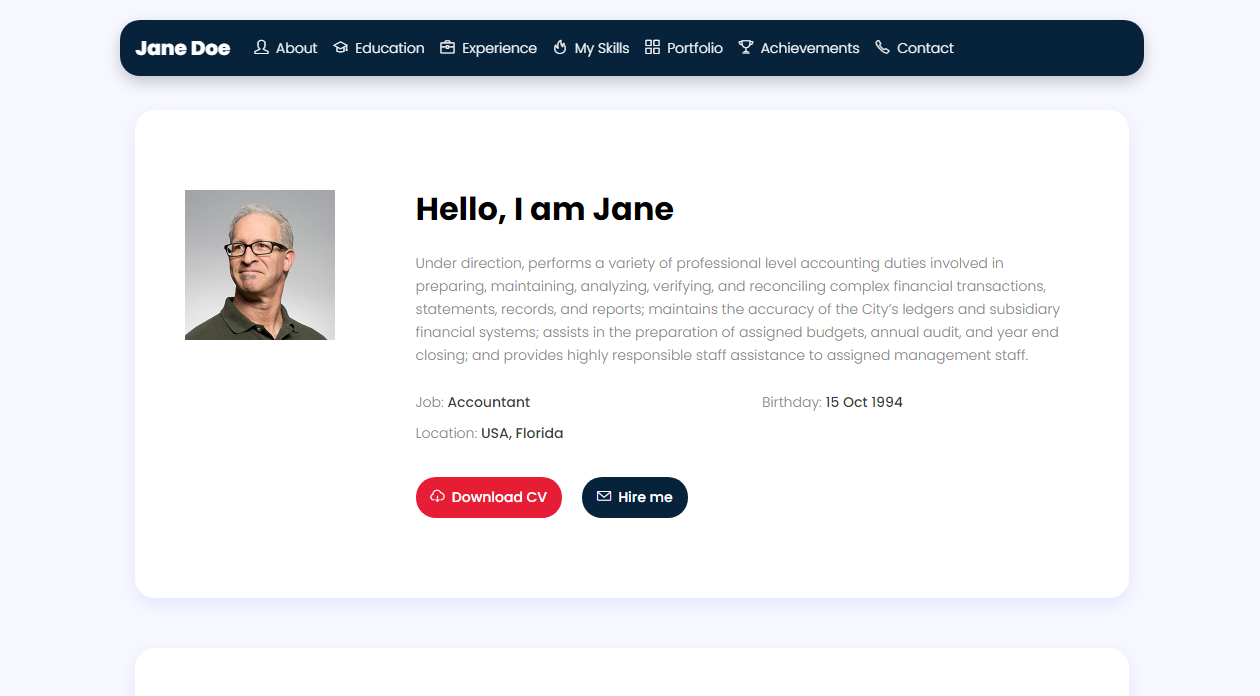 Jane Doe About Education Experience My Skills Portfolio Achievements Contact
Hello, I am Jane
Under direction, performs a variety of professional level accounting duties involved in
preparing, maintaining, analyzing, verifying, and reconciling complex financial transactions,
statements, records, and reports; maintains the accuracy of the City’s ledgers and subsidiary
financial systems; assists in the preparation of assigned budgets, annual audit, and year end
closing; and provides highly responsible staff assistance to assigned management staff.
Job: Accountant Birthday: 15 Oct 1994
Location: USA, Florida
Download CV Hire me